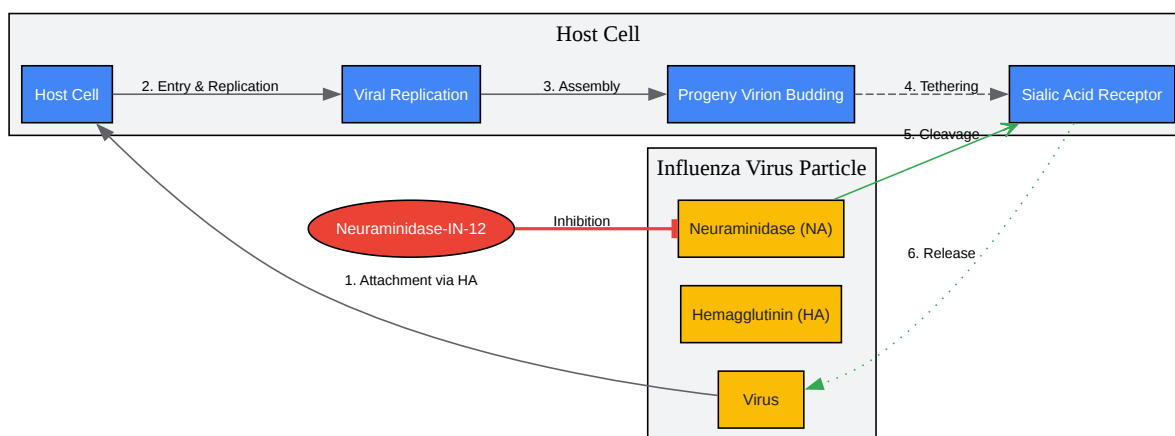 Host Cell
Host Cell
2. Entry & Replication
Viral Replication
3. Assembly
Progeny Virion Budding
4. Tethering
Sialic Acid Receptor
5. Cleavage
Influenza Virus Particle
Neuraminidase-IN-12
Inhibition
Neuraminidase (NA)
6. Release
1. Attachment via HA
Hemagglutinin (HA)
Virus